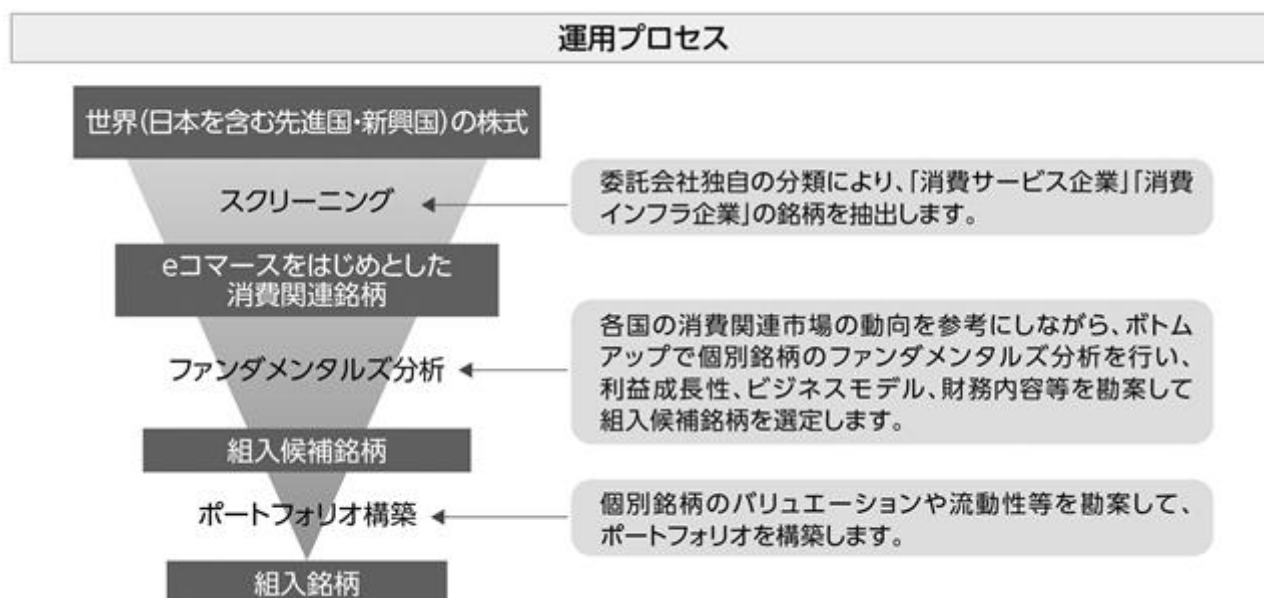 運用プロセス
世界(日本を含む先進国・新興国)の株式
スクリーニング
委託会社独自の分類により、「消費サービス企業」「消費
インフラ企業」の銘柄を抽出します。
eコマースをはじめとした
消費関連銘柄
ファンダメンタルズ分析
各国の消費関連市場の動向を参考にしながら、ボトム
アップで個別銘柄のファンダメンタルズ分析を行い、
利益成長性、ビジネスモデル、財務内容等を勘案して
組入候補銘柄を選定します。
組入候補銘柄
ポートフォリオ構築
個別銘柄のバリュエーションや流動性等を勘案して、
ポートフォリオを構築します。
組入銘柄